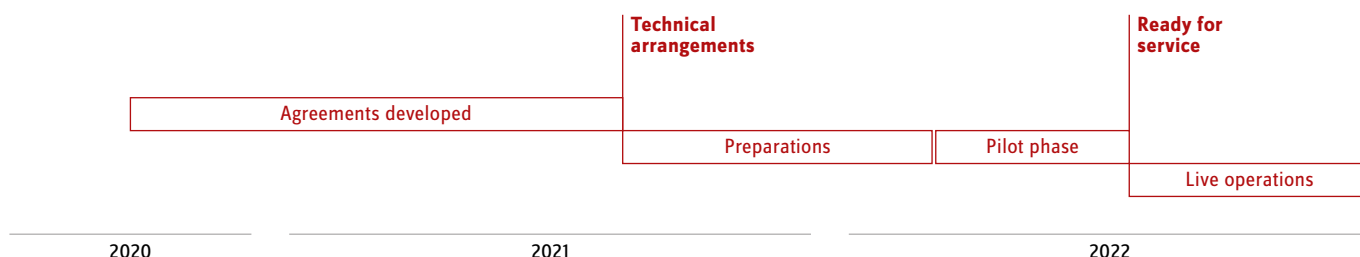 Technical
arrangements
Ready for
service
Agreements developed
Preparations
Pilot phase
Live operations
2020
2021
2022